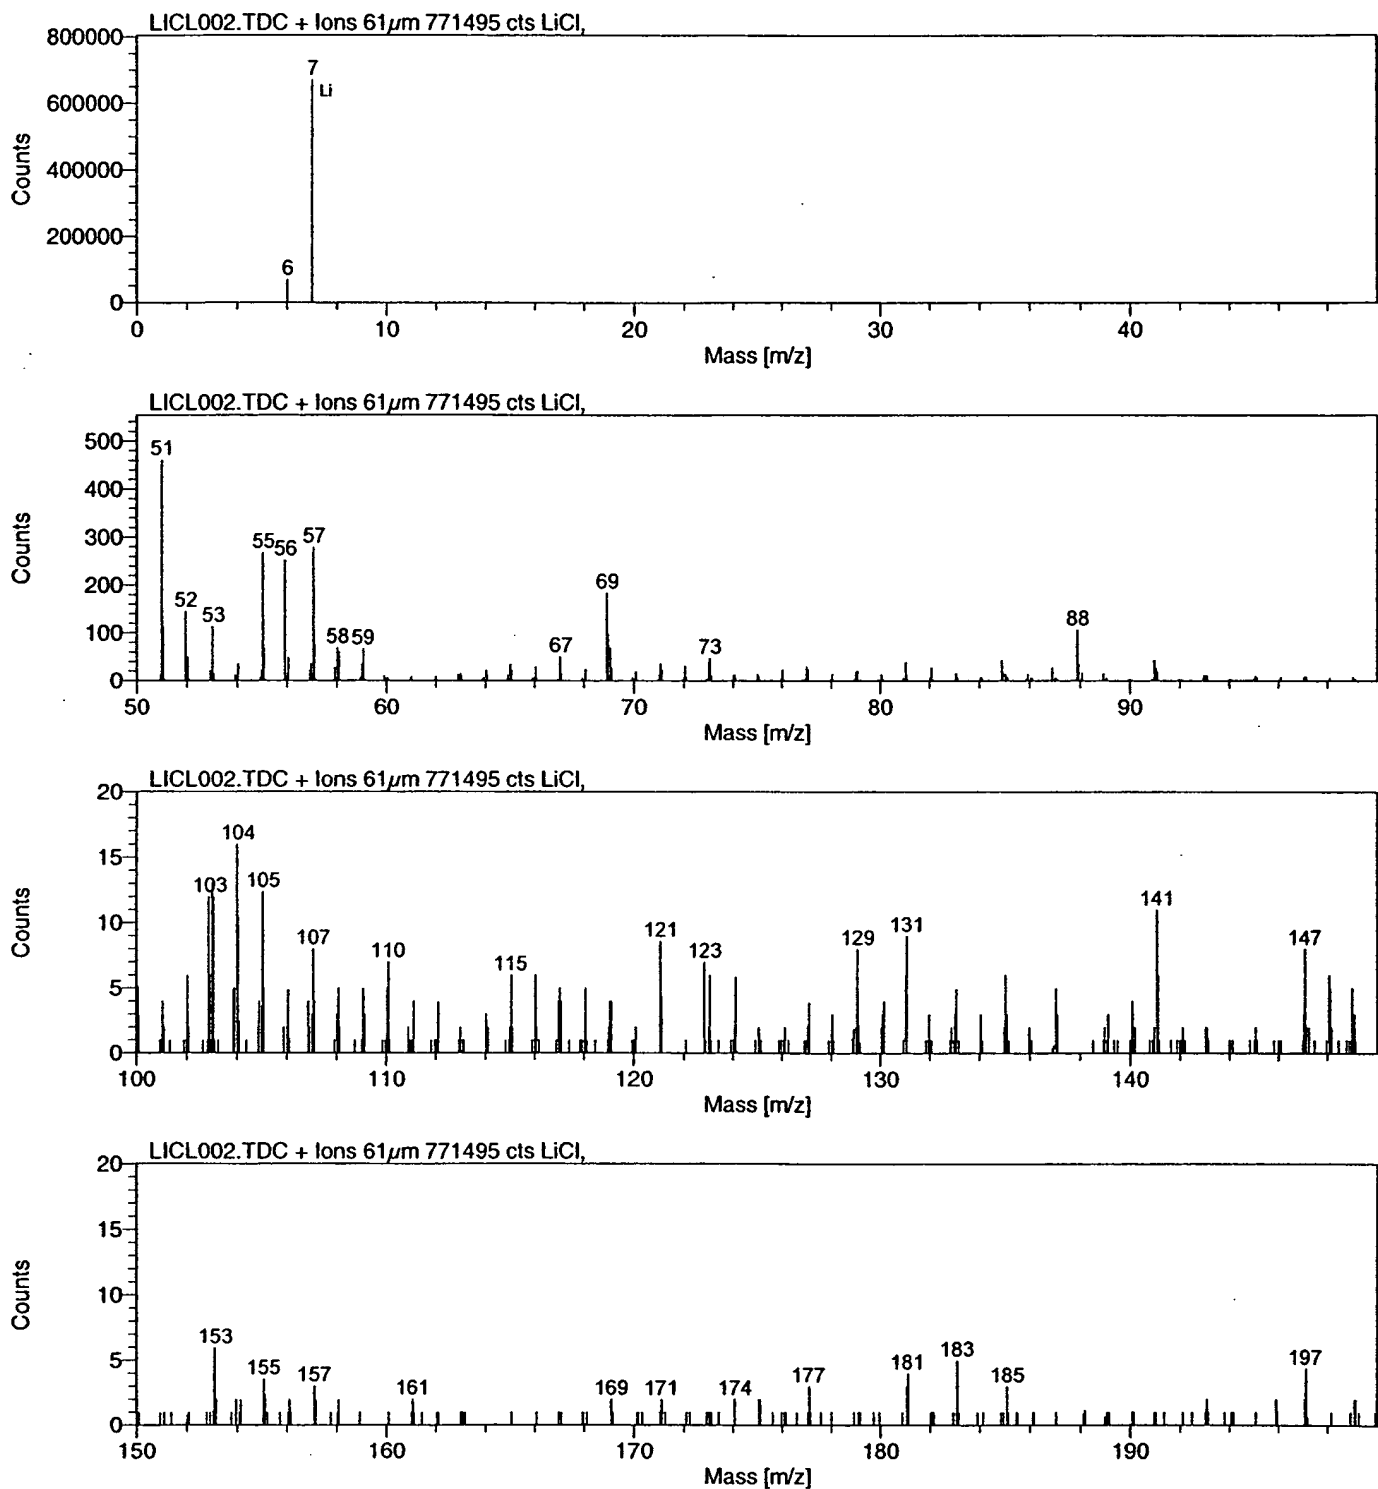 LICL002.TDC + Ions 61µm 771495 cts LiCl,
800000
600000
400000
200000
0
Counts
7
Li
6
0 10 20 30 40
Mass [m/z]
LICL002.TDC + Ions 61µm 771495 cts LiCl,
500
400
300
200
100
0
Counts
51 52 53 55 56 57 58 59 67 69 73 88
50 60 70 80 90
Mass [m/z]
LICL002.TDC + Ions 61µm 771495 cts LiCl,
20
15
10
5
0
Counts
103 104 105 107 110 115 121 123 129 131 141 147
100 110 120 130 140
Mass [m/z]
LICL002.TDC + Ions 61µm 771495 cts LiCl,
20
15
10
5
0
Counts
153 155 157 161 169 171 174 177 181 183 185 197
150 160 170 180 190
Mass [m/z]